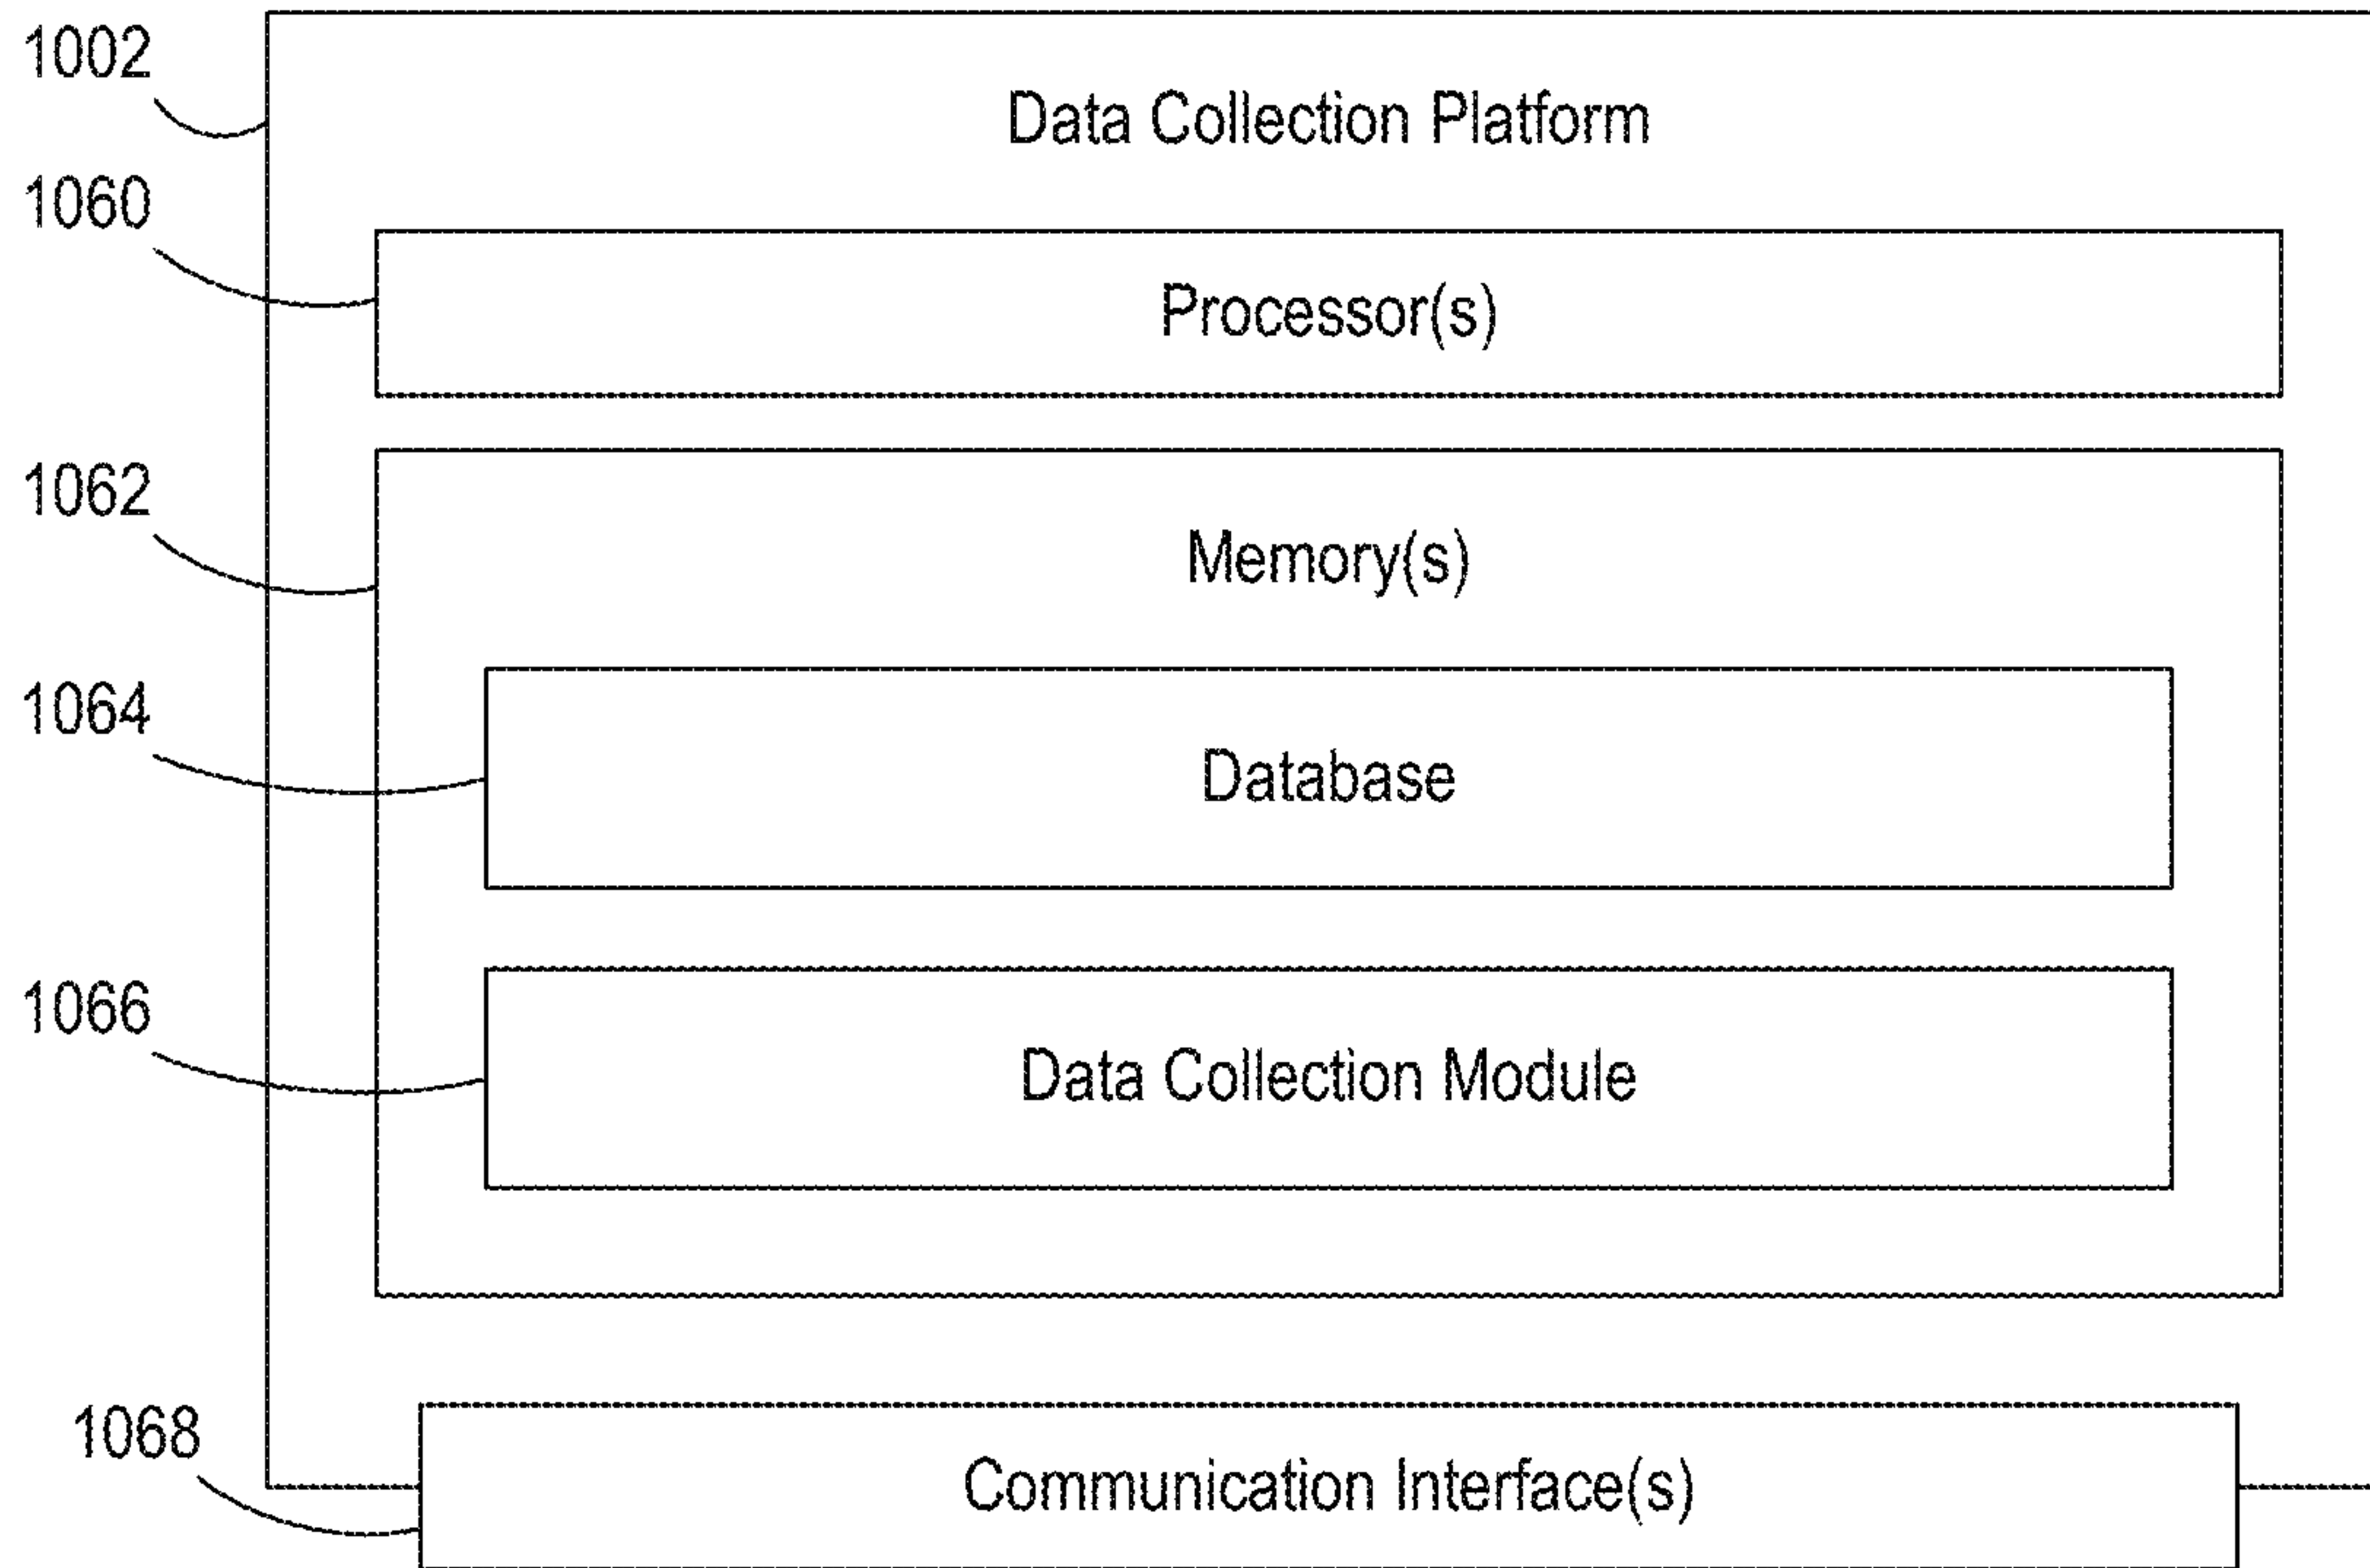 1002
Data Collection Platform
1060
Processor(s)
1062
Memory(s)
1064
Database
1066
Data Collection Module
1068
Communication Interface(s)